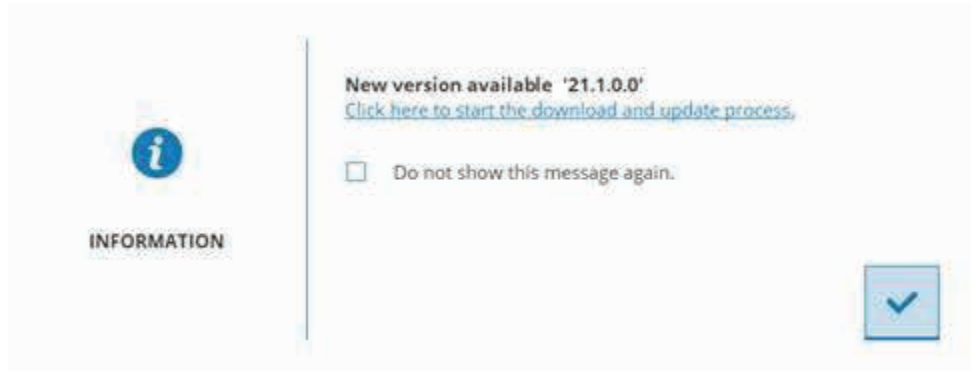 New version available '21.1.0.0'
Click here to start the download and update process.
Do not show this message again.
INFORMATION